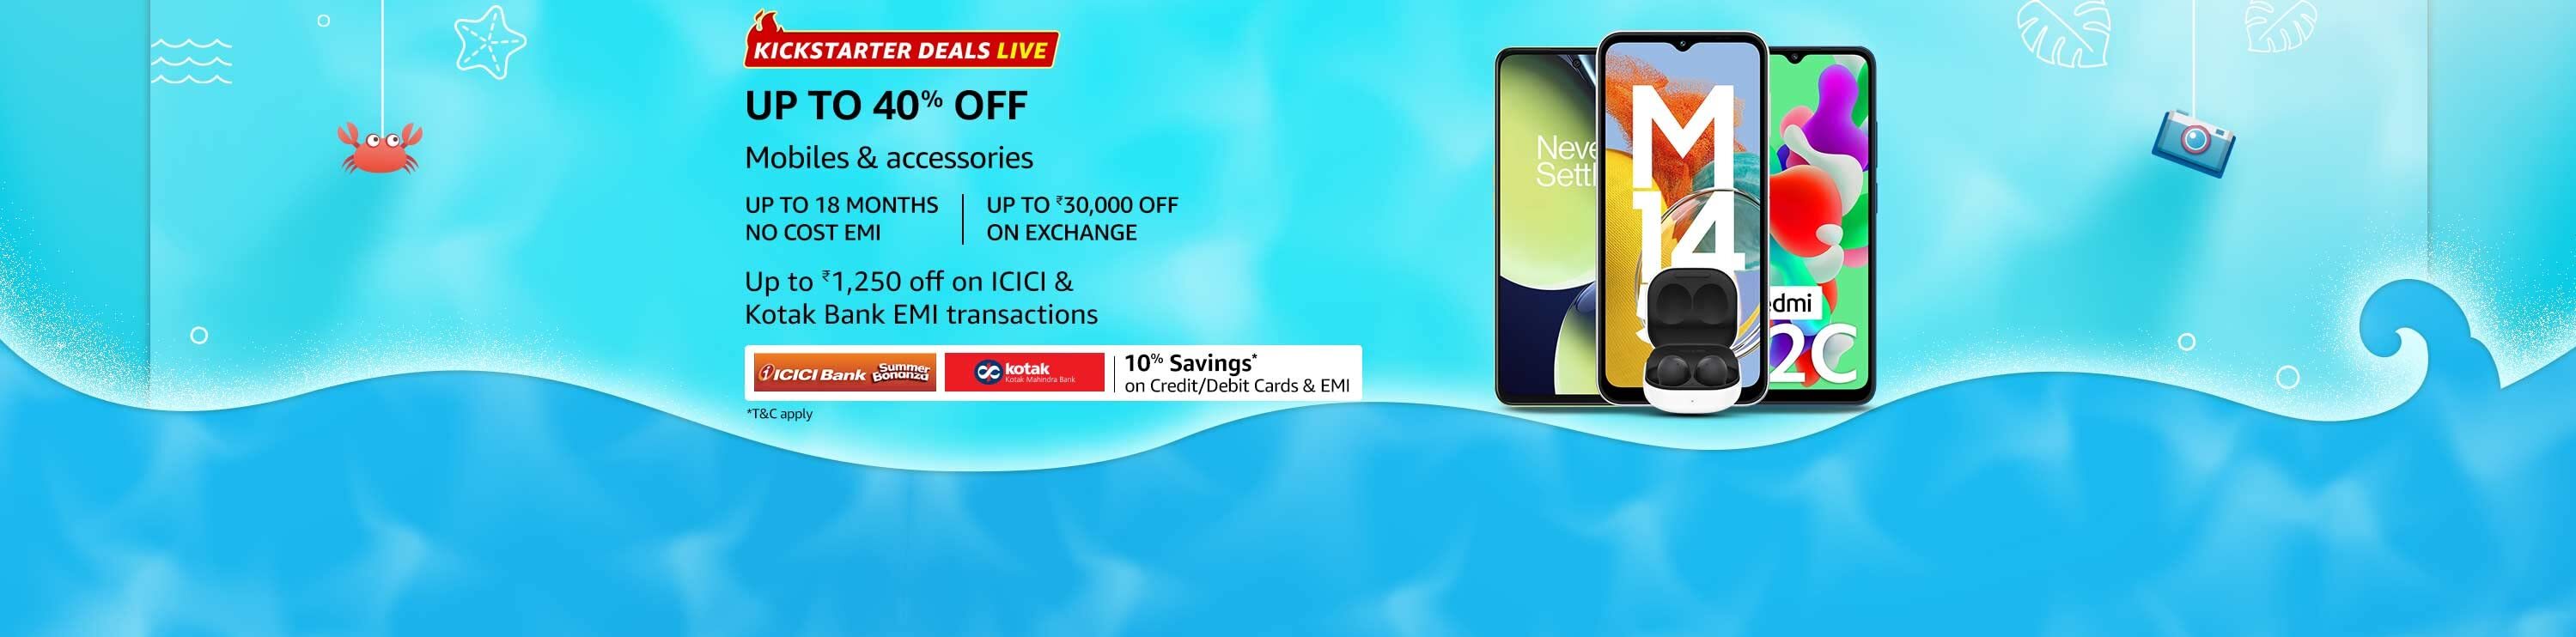 KICKSTARTER DEALS LIVE
UP TO 40% OFF
Mobiles & accessories
UP TO 18 MONTHS
NO COST EMI
UP TO ₹30,000 OFF
ON EXCHANGE
Up to ₹1,250 off on ICICI &
Kotak Bank EMI transactions
ICICI Bank Summer
Bonanza
kotak
Kotak Mahindra Bank
10% Savings*
on Credit/Debit Cards & EMI
*T&C apply
Neve
Settl
M
14
edmi
2C